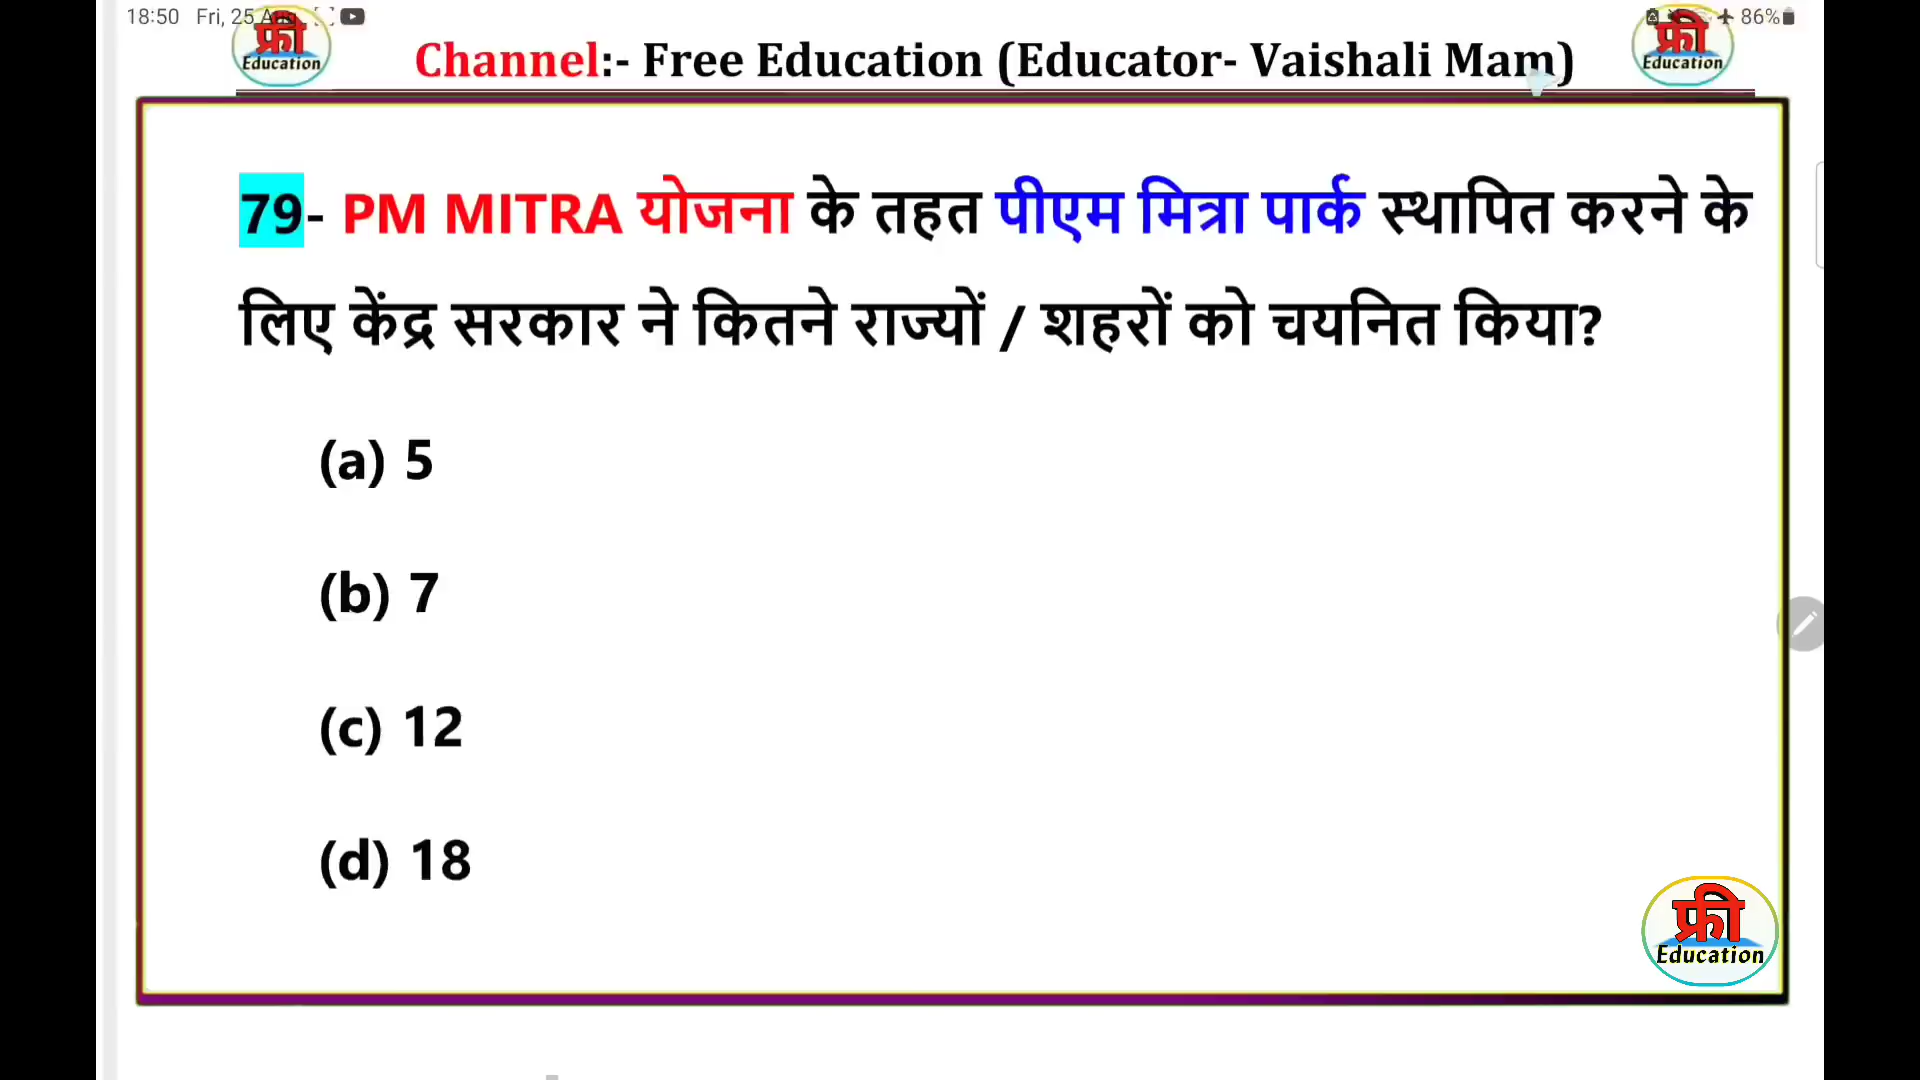 18:50 Fri, 25 Aug
86%
फ्री
Education
Channel:- Free Education (Educator- Vaishali Mam)
फ्री
Education
79- PM MITRA योजना के तहत पीएम मित्रा पार्क स्थापित करने के
लिए केंद्र सरकार ने कितने राज्यों / शहरों को चयनित किया?
(a) 5
(b) 7
(c) 12
(d) 18
फ्री
Education